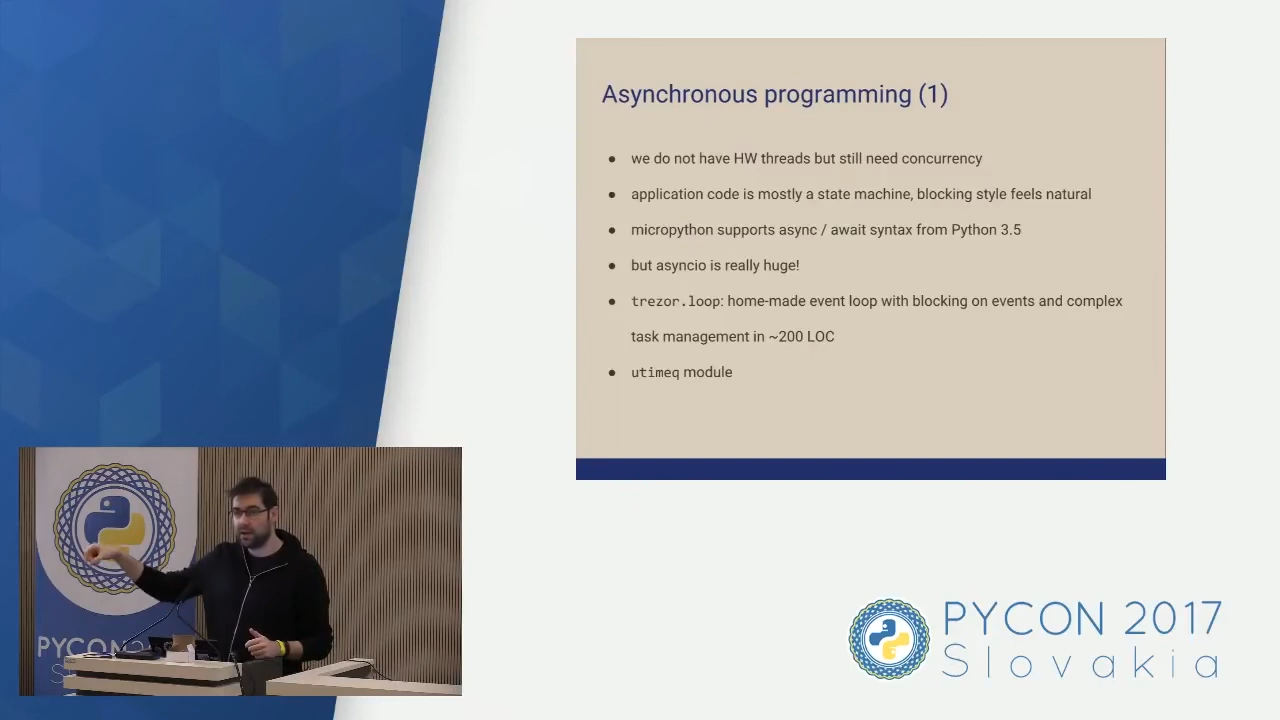 Asynchronous programming (1)
● we do not have HW threads but still need concurrency
● application code is mostly a state machine, blocking style feels natural
● micropython supports async / await syntax from Python 3.5
● but asyncio is really huge!
● trezor.loop: home-made event loop with blocking on events and complex
task management in ~200 LOC
● utimeq module
PYCON 2017
Slovakia